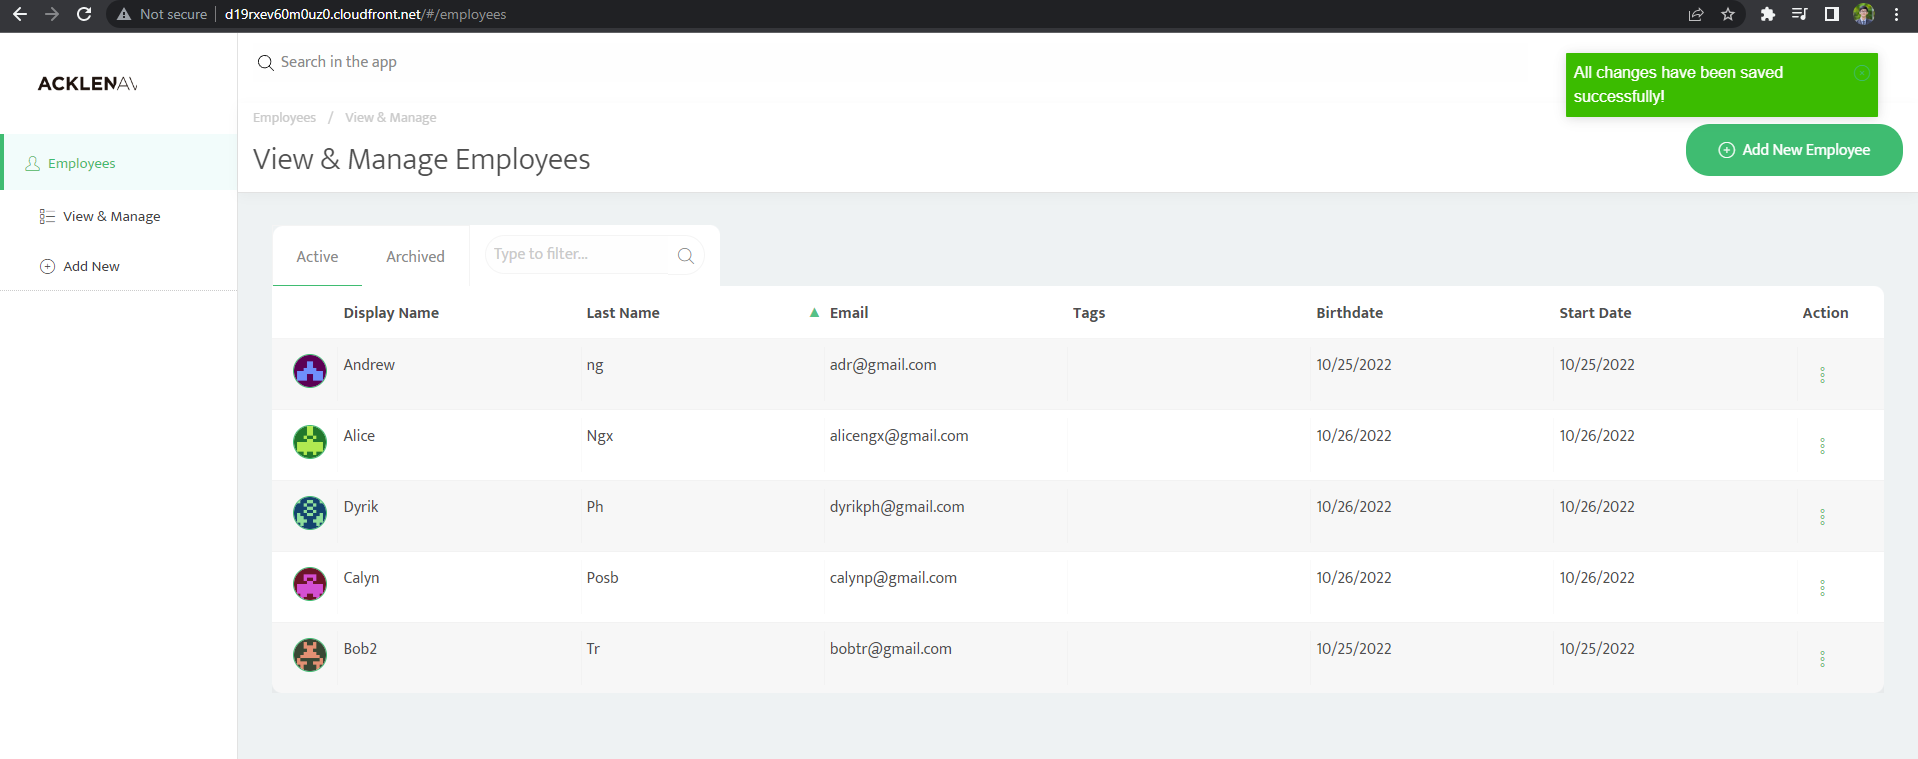 Not secure d19rxev60m0uz0.cloudfront.net/#/employees
ACKLENAV
Search in the app
All changes have been saved
successfully!
Employees / View & Manage
View & Manage Employees
Add New Employee
Employees
View & Manage
Add New
Active Archived Type to filter...
Display Name Last Name ▲ Email Tags Birthdate Start Date Action
Andrew ng adr@gmail.com 10/25/2022 10/25/2022
Alice Ngx alicengx@gmail.com 10/26/2022 10/26/2022
Dyrik Ph dyrikph@gmail.com 10/26/2022 10/26/2022
Calyn Posb calynp@gmail.com 10/26/2022 10/26/2022
Bob2 Tr bobtr@gmail.com 10/25/2022 10/25/2022